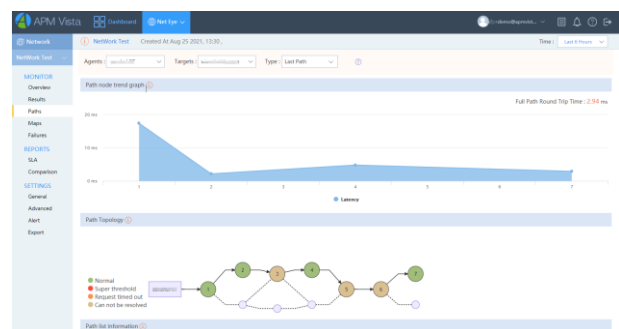 APM Vista
Dashboard
Net Eye
Network
NetWork Test
Created At: Aug 25 2021, 13:30,
Time :
Last 6 Hours
NetWork Test
Agents :
Targets :
Type :
Last Path
MONITOR
Overview
Results
Paths
Maps
Failures
REPORTS
SLA
Comparison
SETTINGS
General
Advanced
Alert
Export
Path node trend graph
Full Path Round Trip Time : 2.94 ms
20 ms
10 ms
0 ms
1 2 3 4 5 6 7
Latency
Path Topology
Normal
Super threshold
Request timed out
Can not be resolved
1 2 3 4 5 6 7
Path list information